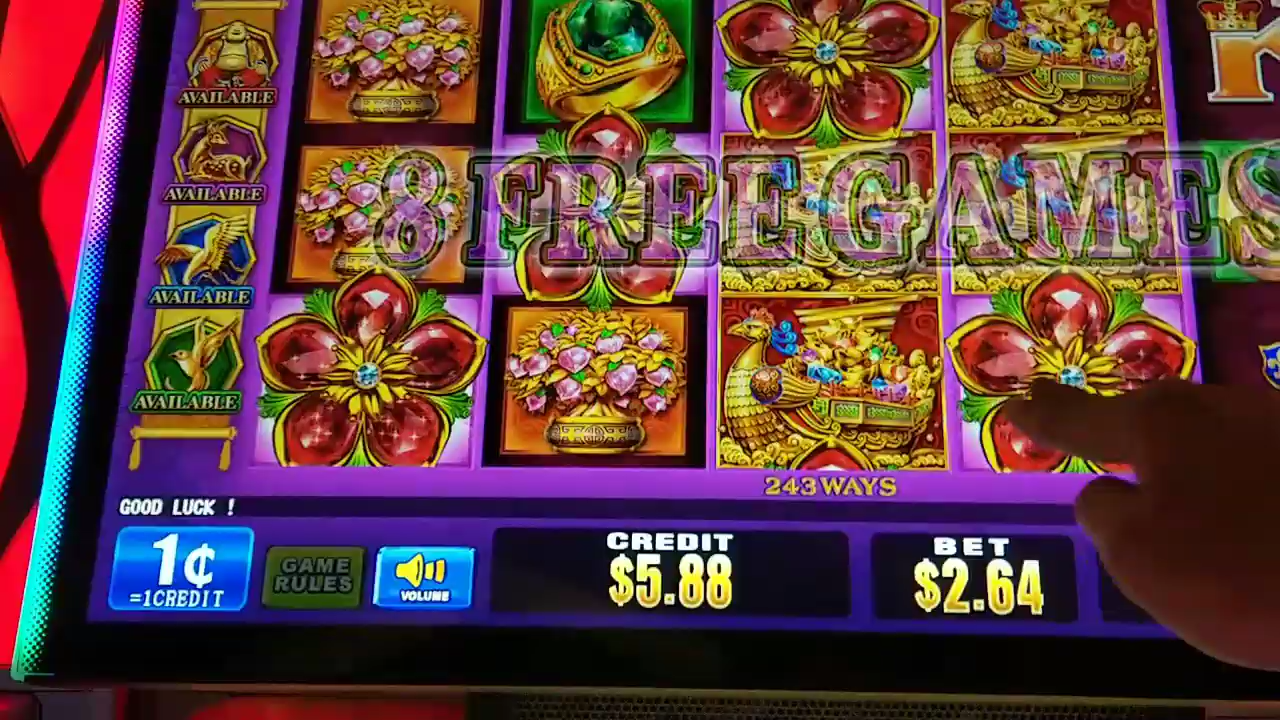 AVAILABLE
AVAILABLE
8 FREE GAMES
AVAILABLE
AVAILABLE
243 WAYS
GOOD LUCK !
1¢
=1CREDIT
GAME
RULES
VOLUME
CREDIT
$5.88
BET
$2.64